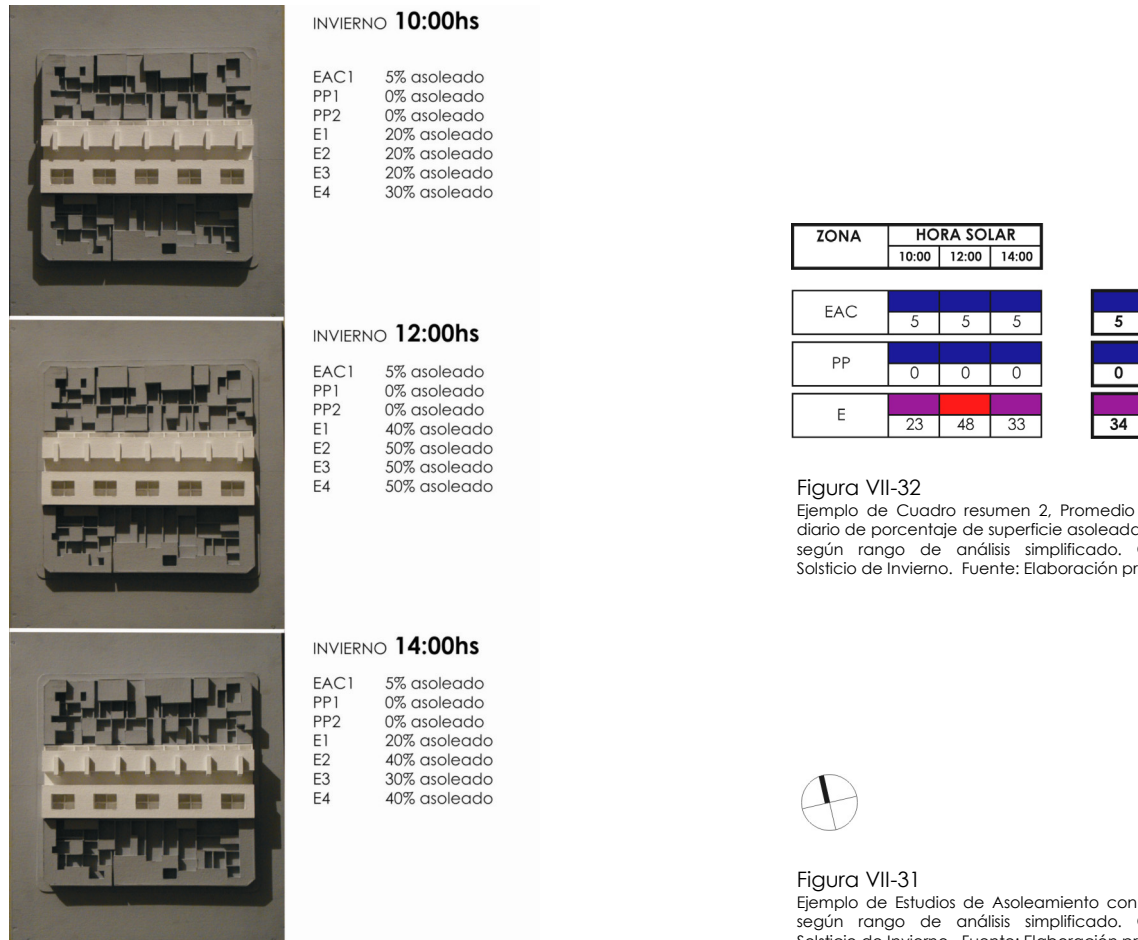 INVIERNO 10:00hs
EAC1 5% asoleado
PP1 0% asoleado
PP2 0% asoleado
E1 20% asoleado
E2 20% asoleado
E3 20% asoleado
E4 30% asoleado
INVIERNO 12:00hs
EAC1 5% asoleado
PP1 0% asoleado
PP2 0% asoleado
E1 40% asoleado
E2 50% asoleado
E3 50% asoleado
E4 50% asoleado
INVIERNO 14:00hs
EAC1 5% asoleado
PP1 0% asoleado
PP2 0% asoleado
E1 20% asoleado
E2 40% asoleado
E3 30% asoleado
E4 40% asoleado
ZONA HORA SOLAR
10:00 12:00 14:00
EAC
5 5 5 5
PP
0 0 0 0
E
23 48 33 34
Figura VII-32
Ejemplo de Cuadro resumen 2, Promedio
diario de porcentaje de superficie
según rango de análisis simplificado.
Solsticio de Invierno. Fuente: Elaboración
Figura VII-31
Ejemplo de Estudios de Asoleamiento con
según rango de análisis simplificado.
Solsticio de Invierno. Fuente: Elaboración